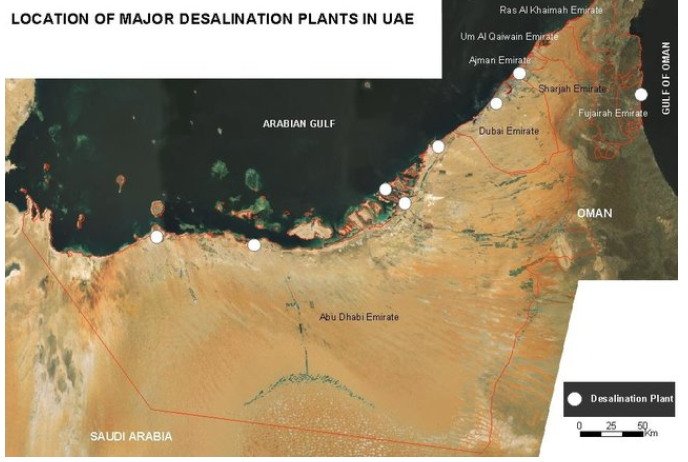 LOCATION OF MAJOR DESALINATION PLANTS IN UAE
Ras Al Khaimah Emirate
Um Al Qaiwain Emirate
Ajman Emirate
Sharjah Emirate
Fujairah Emirate
GULF OF OMAN
ARABIAN GULF
Dubai Emirate
OMAN
Abu Dhabi Emirate
SAUDI ARABIA
Desalination Plant
0 25 50
Km